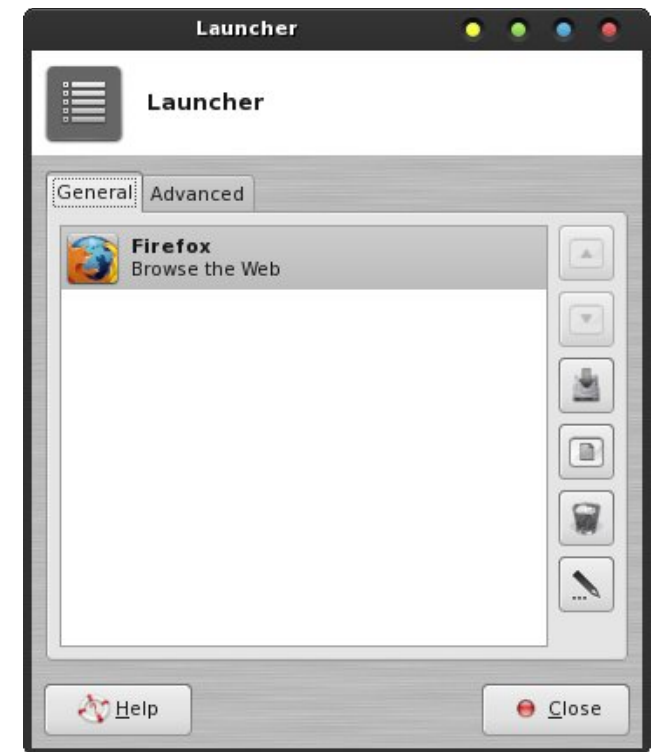 Launcher
Launcher
General Advanced
Firefox
Browse the Web
Help Close